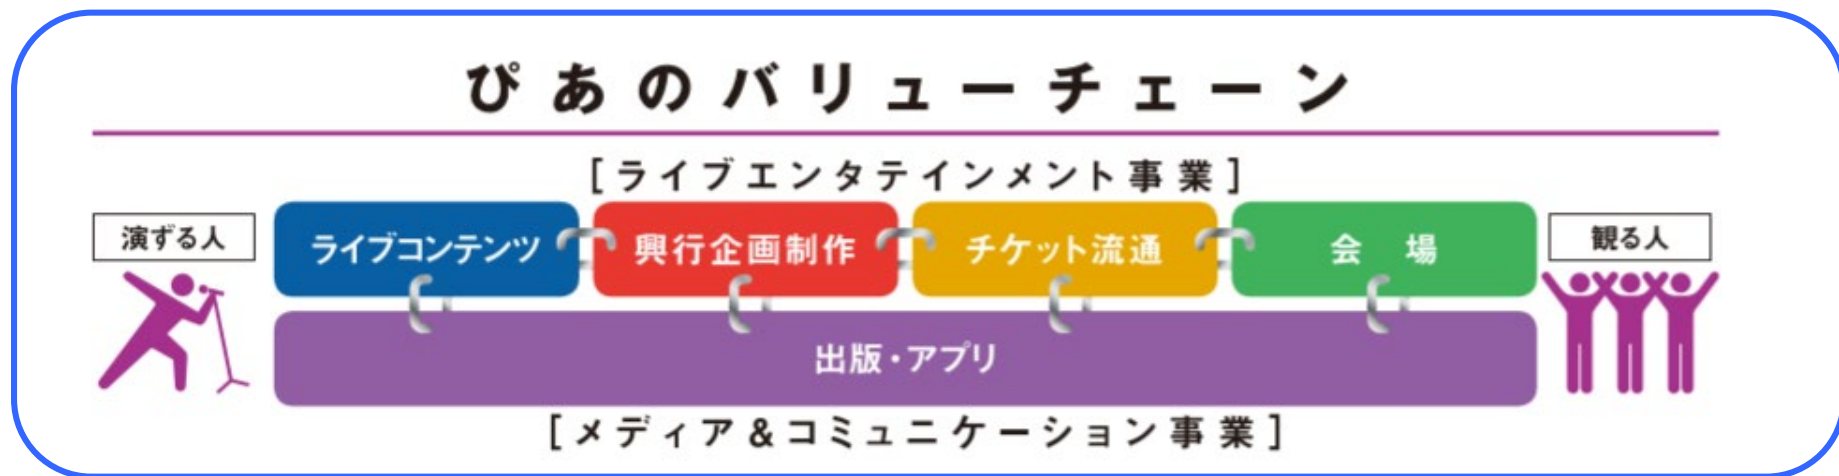 ぴあのバリューチェーン
[ライブエンタテインメント事業]
演ずる人
ライブコンテンツ
興行企画制作
チケット流通
会場
観る人
出版・アプリ
[メディア&コミュニケーション事業]